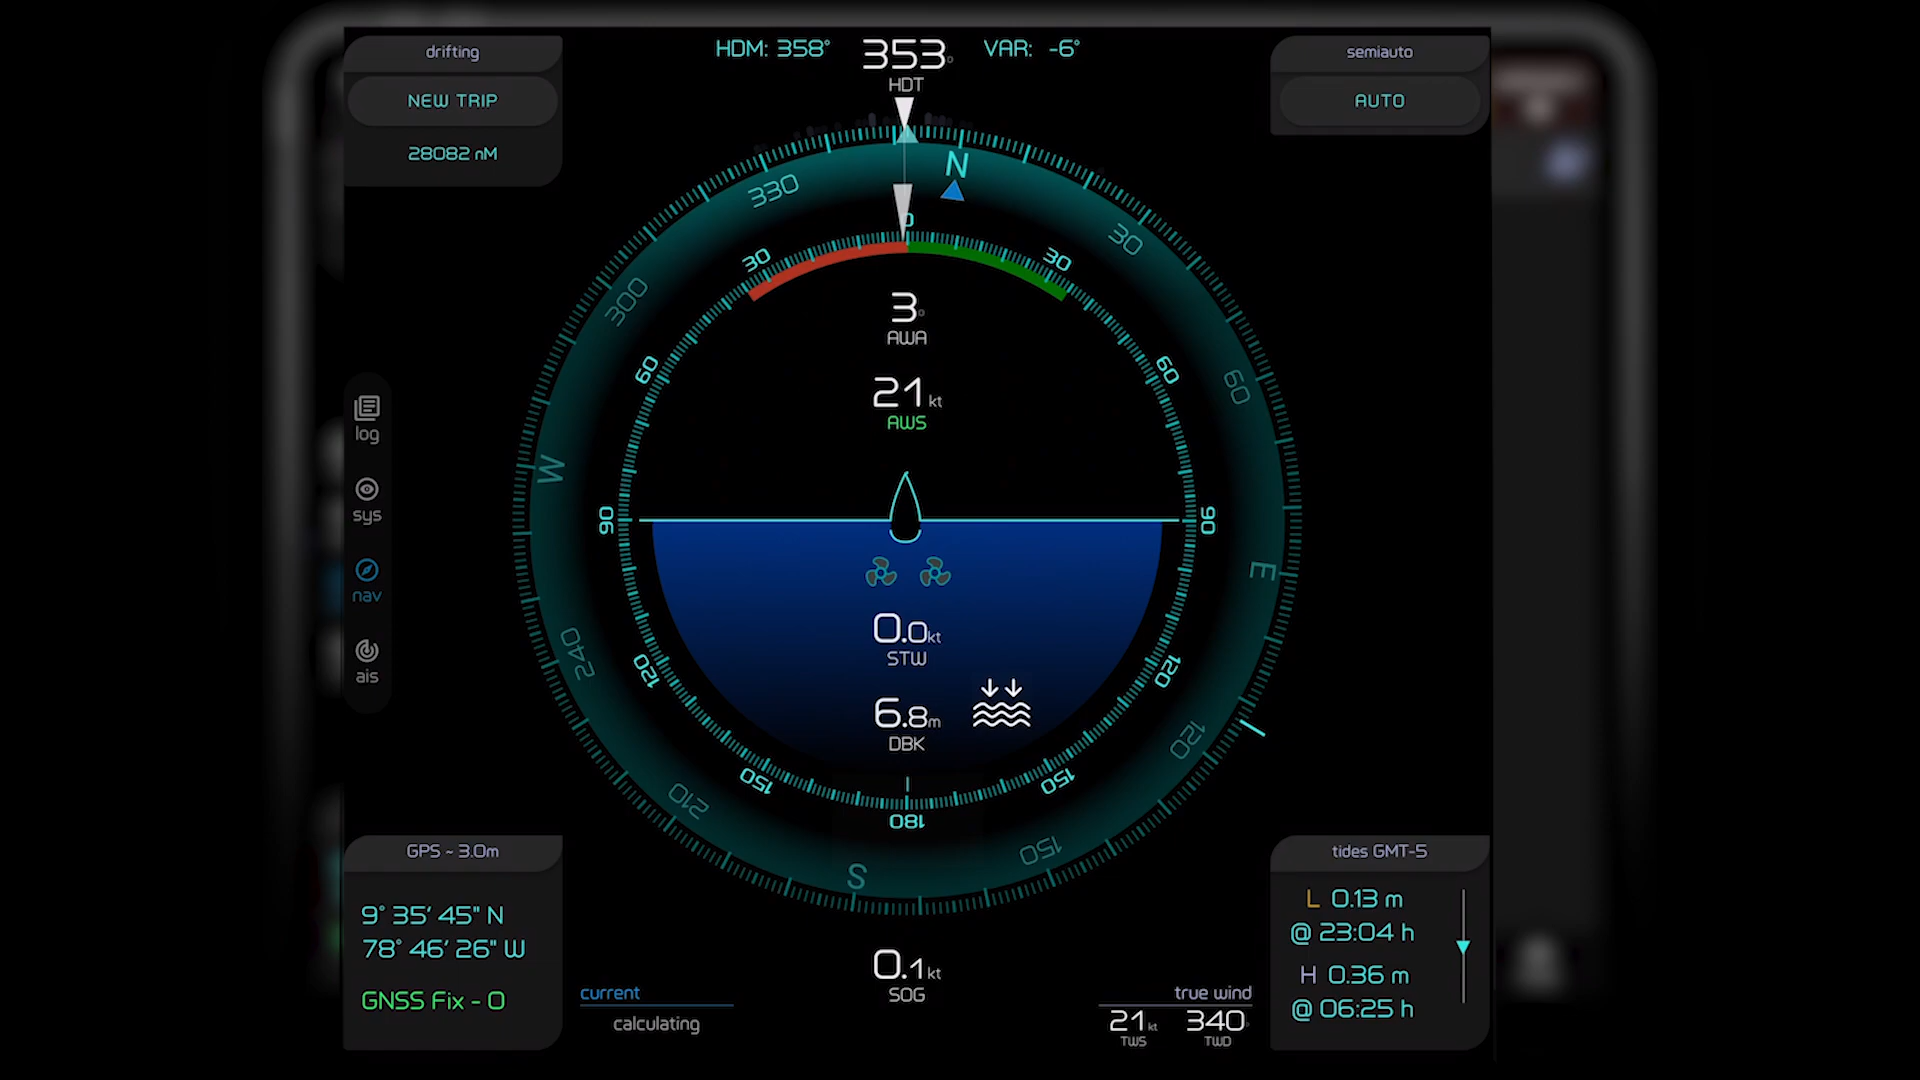 drifting
NEW TRIP
28082 nM
HDM: 358°
353°
HDT
VAR: -6°
semiauto
AUTO
N
30
60
E
120
150
S
210
240
W
300
330
0
30
60
90
120
150
180
150
120
90
60
30
3°
AWA
21 kt
AWS
0.0 kt
STW
6.8 m
DBK
log
sys
nav
ais
GPS ~ 3.0m
9° 35' 45" N
78° 46' 26" W
GNSS Fix - 0
current
calculating
0.1 kt
SOG
true wind
21 kt
TWS
340°
TWD
tides GMT-5
L 0.13 m
@ 23:04 h
H 0.36 m
@ 06:25 h